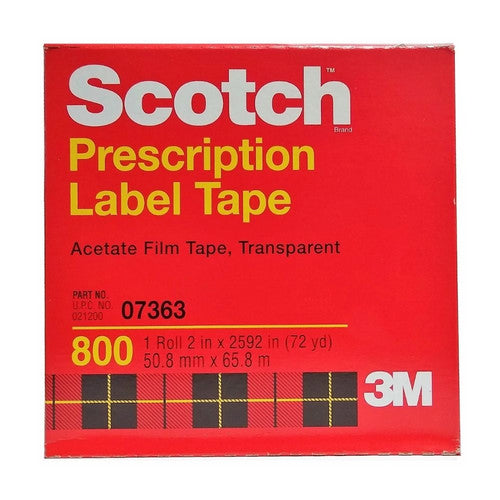 Scotch™
Brand
Prescription
Label Tape
Acetate Film Tape, Transparent
PART NO.
U.P.C. NO.
021200
07363
800
1 Roll 2 in x 2592 in (72 yd)
50.8 mm x 65.8 m
3M